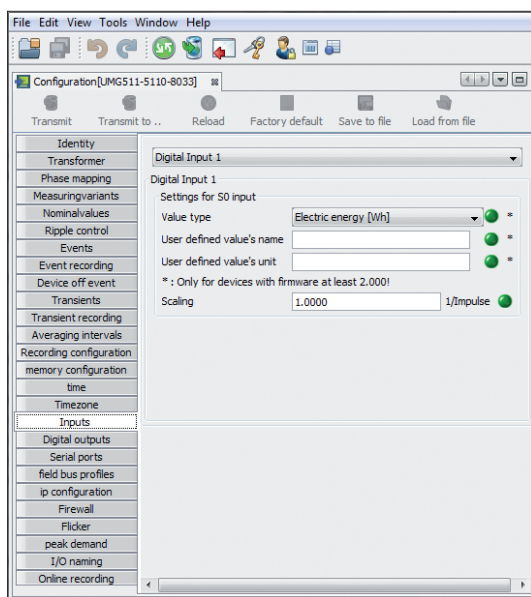 File Edit View Tools Window Help
Configuration[UMG511-5110-8033]
Transmit Transmit to .. Reload Factory default Save to file Load from file
Identity
Transformer
Phase mapping
Measuringvariants
Nominalvalues
Ripple control
Events
Event recording
Device off event
Transients
Transient recording
Averaging intervals
Recording configuration
memory configuration
time
Timezone
Inputs
Digital outputs
Serial ports
field bus profiles
ip configuration
Firewall
Flicker
peak demand
I/O naming
Online recording
Digital Input 1
Digital Input 1
Settings for S0 input
Value type Electric energy [Wh] *
User defined value's name *
User defined value's unit *
* : Only for devices with firmware at least 2.000!
Scaling 1.0000 1/Impulse